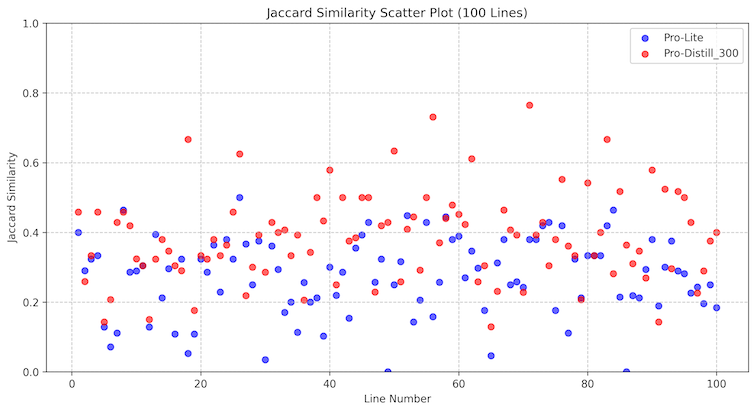 Jaccard Similarity Scatter Plot (100 Lines)
Pro-Lite
Pro-Distill_300
Jaccard Similarity
1.0
0.8
0.6
0.4
0.2
0.0
0
20
40
60
80
100
Line Number